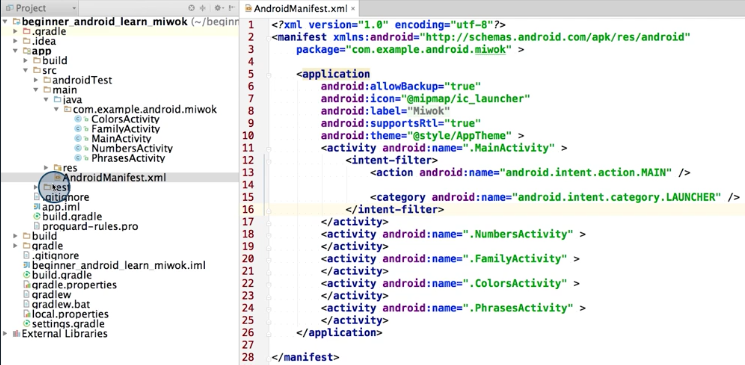 Project
beginner_android_learn_miwok (~/beginner
.gradle
.idea
app
build
src
androidTest
main
java
com.example.android.miwok
ColorsActivity
FamilyActivity
MainActivity
NumbersActivity
PhrasesActivity
res
AndroidManifest.xml
test
.gitignore
app.iml
build.gradle
proguard-rules.pro
build
gradle
.gitignore
beginner_android_learn_miwok.iml
build.gradle
gradle.properties
gradlew
gradlew.bat
local.properties
settings.gradle
External Libraries
AndroidManifest.xml ×
1 <?xml version="1.0" encoding="utf-8"?>
2 <manifest xmlns:android="http://schemas.android.com/apk/res/android"
3 package="com.example.android.miwok" >
4
5 <application
6 android:allowBackup="true"
7 android:icon="@mipmap/ic_launcher"
8 android:label="Miwok"
9 android:supportsRtl="true"
10 android:theme="@style/AppTheme" >
11 <activity android:name=".MainActivity" >
12 <intent-filter>
13 <action android:name="android.intent.action.MAIN" />
14
15 <category android:name="android.intent.category.LAUNCHER" />
16 </intent-filter>
17 </activity>
18 <activity android:name=".NumbersActivity" >
19 </activity>
20 <activity android:name=".FamilyActivity" >
21 </activity>
22 <activity android:name=".ColorsActivity" >
23 </activity>
24 <activity android:name=".PhrasesActivity" >
25 </activity>
26 </application>
27
28 </manifest>